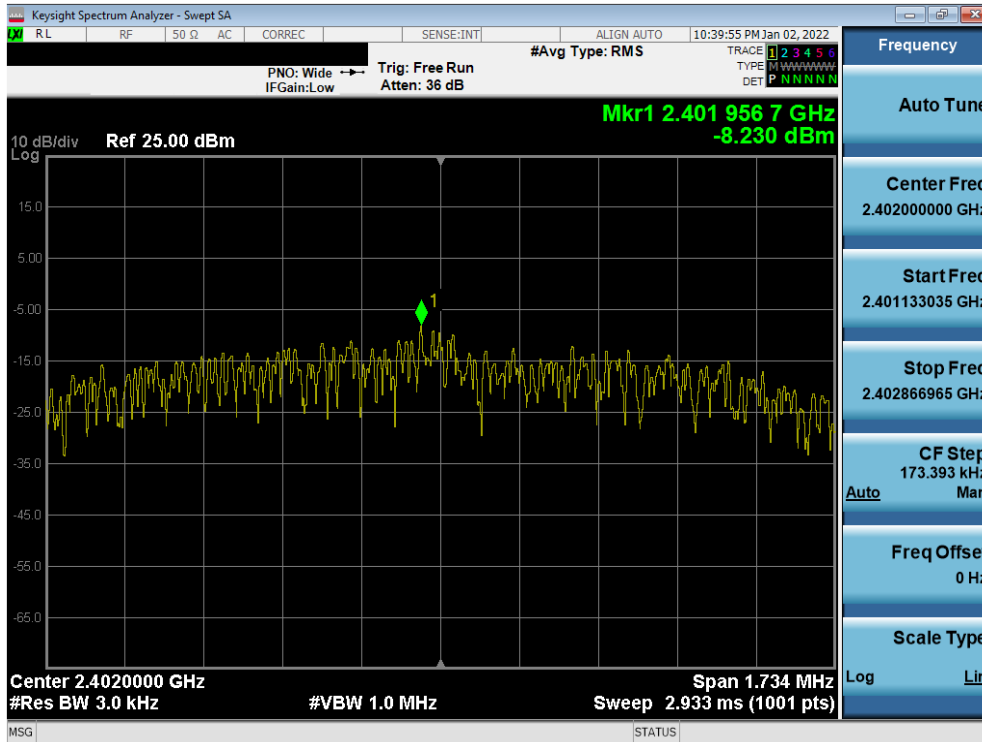 Keysight Spectrum Analyzer - Swept SA
LXI RL RF 50 Ω AC CORREC SENSE:INT ALIGN AUTO 10:39:55 PM Jan 02, 2022
#Avg Type: RMS
TRACE 1 2 3 4 5 6
PNO: Wide Trig: Free Run
TYPE M WWWWW
IFGain:Low Atten: 36 dB
DET P N N N N N
Mkr1 2.401 956 7 GHz
-8.230 dBm
10 dB/div Ref 25.00 dBm
Log
15.0
5.00
-5.00
1
-15.0
-25.0
-35.0
-45.0
-55.0
-65.0
Center 2.4020000 GHz Span 1.734 MHz
#Res BW 3.0 kHz #VBW 1.0 MHz Sweep 2.933 ms (1001 pts)
MSG STATUS
Frequency
Auto Tune
Center Freq
2.402000000 GHz
Start Freq
2.401133035 GHz
Stop Freq
2.402866965 GHz
CF Step
173.393 kHz
Auto Man
Freq Offset
0 Hz
Scale Type
Log Lin